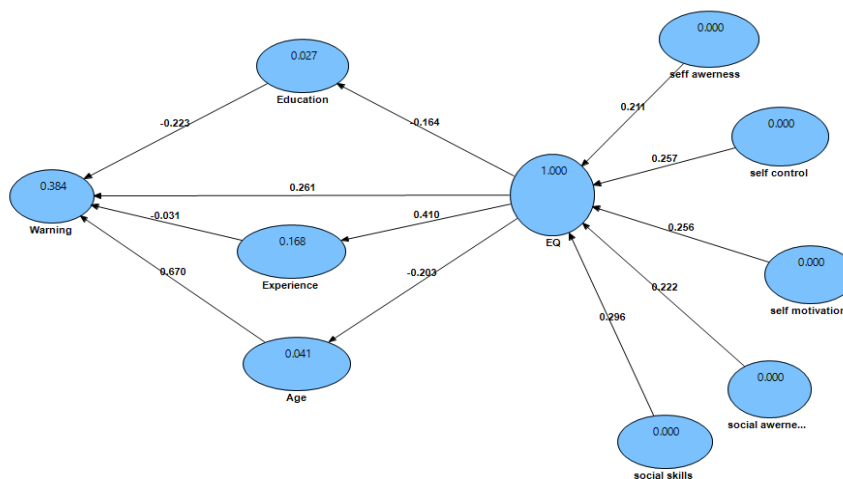 0.000
seff awerness
0.027
Education
0.211
-0.223
-0.164
0.000
self control
0.257
0.384
Warning
0.261
1.000
EQ
-0.031
0.410
0.168
Experience
0.256
0.000
self motivation
0.670
-0.203
0.222
0.296
0.041
Age
0.000
social awerne...
0.000
social skills